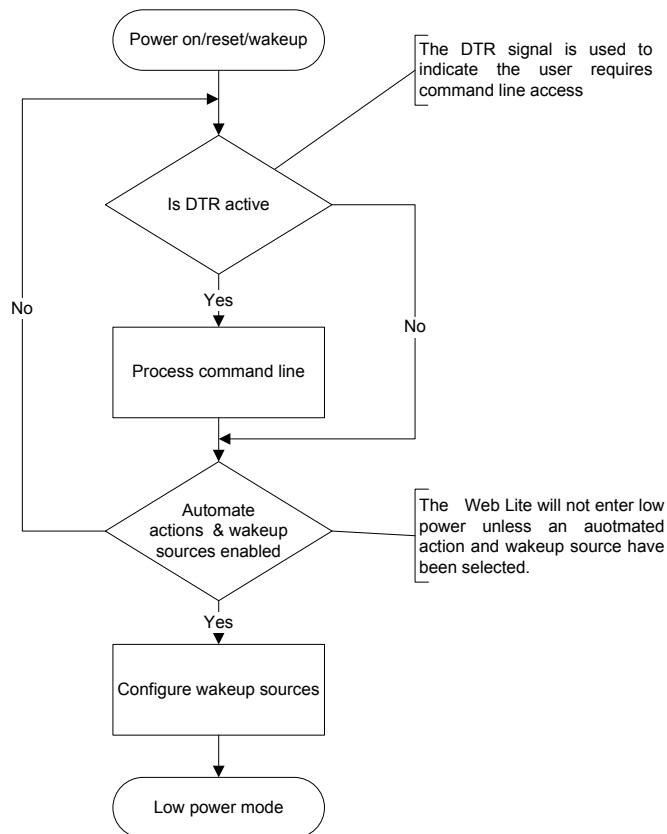 Power on/reset/wakeup
The DTR signal is used to
indicate the user requires
command line access
Is DTR active
Yes
No
No
Process command line
Automate
actions & wakeup
sources enabled
The Web Lite will not enter low
power unless an auotmated
action and wakeup source have
been selected.
Yes
Configure wakeup sources
Low power mode